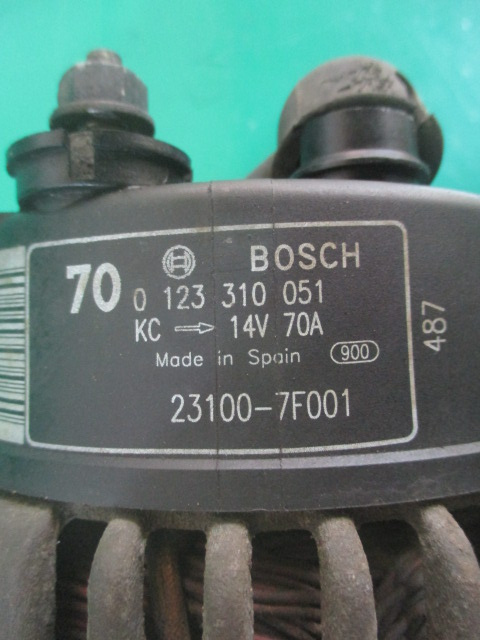 BOSCH
70 0 123 310 051
KC ⇒ 14V 70A
Made in Spain 900
23100-7F001
487